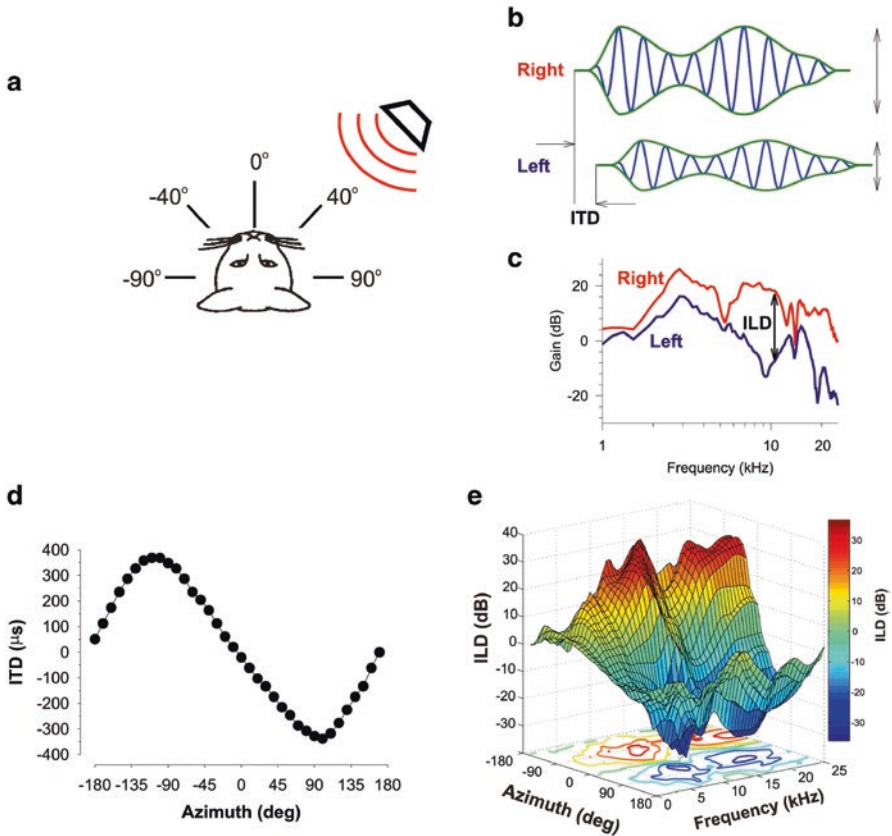 a
0°
-40° 40°
-90° 90°
b
Right
Left
ITD
c
20
0
-20
Gain (dB)
Right
Left
ILD
1 10 20
Frequency (kHz)
d
400
300
200
100
0
-100
-200
-300
-400
ITD (µs)
-180 -135 -90 -45 0 45 90 135 180
Azimuth (deg)
e
40
30
20
10
0
-10
-20
-30
ILD (dB)
-180
-90
0
90
180
Azimuth (deg)
0 5 10 15 20 25
Frequency (kHz)
30
20
10
0
-10
-20
-30
ILD (dB)